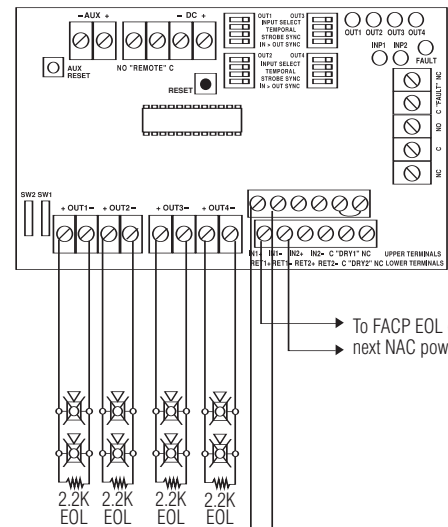 −AUX +
− DC +
AUX
RESET
NO "REMOTE" C
RESET
OUT1
OUT3
INPUT SELECT
TEMPORAL
STROBE SYNC
IN > OUT SYNC
OUT2
OUT4
INPUT SELECT
TEMPORAL
STROBE SYNC
IN > OUT SYNC
OUT1 OUT2 OUT3 OUT4
INP1 INP2
FAULT
C "FAULT" NC
NO
C
NC
SW2 SW1
+ OUT1−
+ OUT2−
+ OUT3−
+ OUT4−
IN1+ IN1− IN2+ IN2− C "DRY1" NC UPPER TERMINALS
RET1+ RET1− RET2+ RET2− C "DRY2" NC LOWER TERMINALS
To FACP EOL
next NAC pow
2.2K
EOL
2.2K
EOL
2.2K
EOL
2.2K
EOL